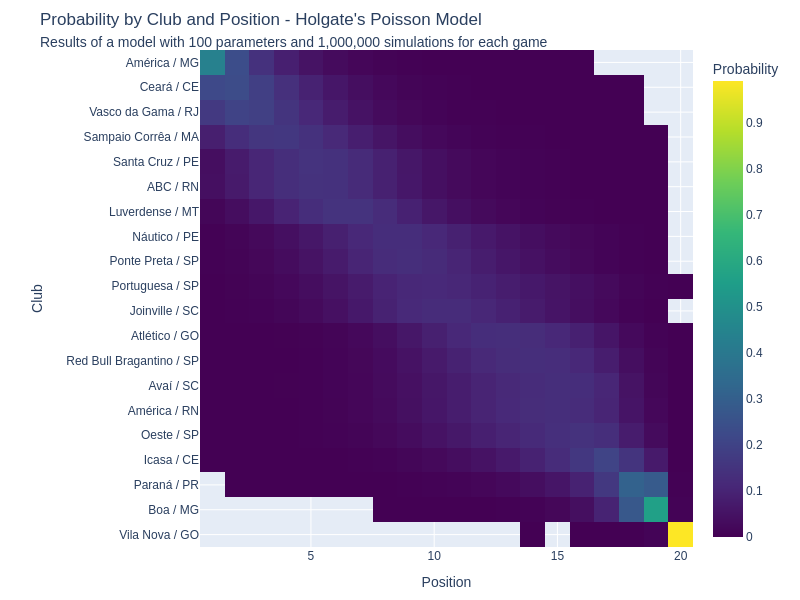 Probability by Club and Position - Holgate's Poisson Model
Results of a model with 100 parameters and 1,000,000 simulations for each game
Probability
América / MG
Ceará / CE
Vasco da Gama / RJ
Sampaio Corrêa / MA
Santa Cruz / PE
ABC / RN
Luverdense / MT
Náutico / PE
Ponte Preta / SP
Portuguesa / SP
Joinville / SC
Atlético / GO
Red Bull Bragantino / SP
Avaí / SC
América / RN
Oeste / SP
Icasa / CE
Paraná / PR
Boa / MG
Vila Nova / GO
Club
0.9
0.8
0.7
0.6
0.5
0.4
0.3
0.2
0.1
0
5
10
15
20
Position